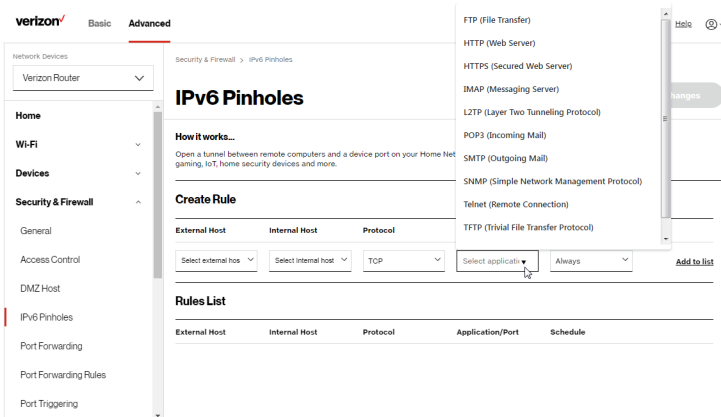 verizon
Basic
Advanced
Help
Network Devices
Verizon Router
Home
Wi-Fi
Devices
Security & Firewall
General
Access Control
DMZ Host
IPv6 Pinholes
Port Forwarding
Port Forwarding Rules
Port Triggering
Security & Firewall > IPv6 Pinholes
IPv6 Pinholes
hanges
How it works...
Open a tunnel between remote computers and a device port on your Home Net
gaming, IoT, home security devices and more.
Create Rule
External Host Internal Host Protocol
Select external hos Select Internal host TCP Select applicatir Always Add to list
FTP (File Transfer)
HTTP (Web Server)
HTTPS (Secured Web Server)
IMAP (Messaging Server)
L2TP (Layer Two Tunneling Protocol)
POP3 (Incoming Mail)
SMTP (Outgoing Mail)
SNMP (Simple Network Management Protocol)
Telnet (Remote Connection)
TFTP (Trivial File Transfer Protocol)
Rules List
External Host Internal Host Protocol Application/Port Schedule